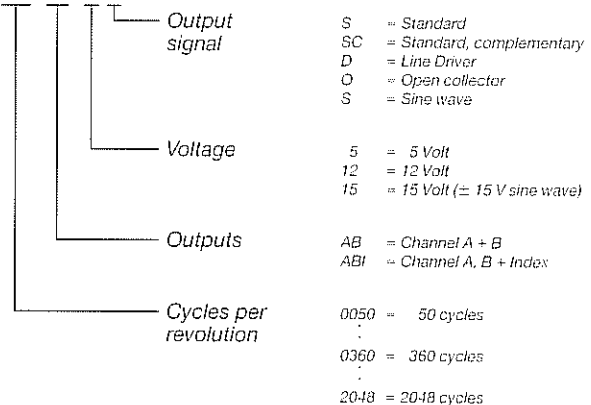 Output signal
S = Standard
SC = Standard, complementary
D = Line Driver
O = Open collector
S = Sine wave
Voltage
5 = 5 Volt
12 = 12 Volt
15 = 15 Volt (± 15 V sine wave)
Outputs
AB = Channel A + B
ABI = Channel A, B + Index
Cycles per
revolution
0050 = 50 cycles
.
.
0360 = 360 cycles
.
.
2048 = 2048 cycles